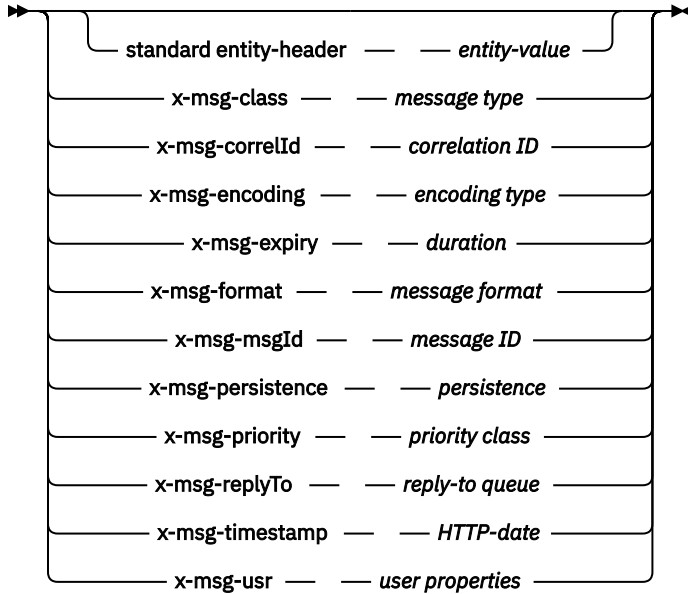 standard entity-header entity-value
x-msg-class message type
x-msg-correlId correlation ID
x-msg-encoding encoding type
x-msg-expiry duration
x-msg-format message format
x-msg-msgId message ID
x-msg-persistence persistence
x-msg-priority priority class
x-msg-replyTo reply-to queue
x-msg-timestamp HTTP-date
x-msg-usr user properties